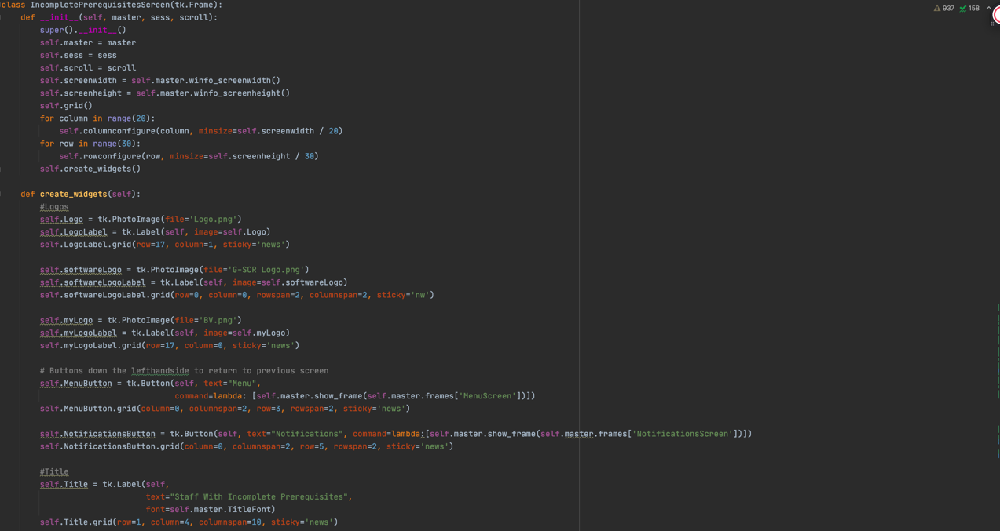 class IncompletePrerequisitesScreen(tk.Frame):
937 158
    def __init__(self, master, sess, scroll):
        super().__init__()
        self.master = master
        self.sess = sess
        self.scroll = scroll
        self.screenwidth = self.master.winfo_screenwidth()
        self.screenheight = self.master.winfo_screenheight()
        self.grid()
        for column in range(20):
            self.columnconfigure(column, minsize=self.screenwidth / 20)
        for row in range(30):
            self.rowconfigure(row, minsize=self.screenheight / 30)
        self.create_widgets()

    def create_widgets(self):
        #Logos
        self.Logo = tk.PhotoImage(file='Logo.png')
        self.LogoLabel = tk.Label(self, image=self.Logo)
        self.LogoLabel.grid(row=17, column=1, sticky='news')

        self.softwareLogo = tk.PhotoImage(file='G-SCR Logo.png')
        self.softwareLogoLabel = tk.Label(self, image=self.softwareLogo)
        self.softwareLogoLabel.grid(row=0, column=0, rowspan=2, columnspan=2, sticky='nw')

        self.myLogo = tk.PhotoImage(file='BV.png')
        self.myLogoLabel = tk.Label(self, image=self.myLogo)
        self.myLogoLabel.grid(row=17, column=0, sticky='news')

        # Buttons down the lefthandside to return to previous screen
        self.MenuButton = tk.Button(self, text="Menu",
                                    command=lambda: [self.master.show_frame(self.master.frames['MenuScreen'])])
        self.MenuButton.grid(column=0, columnspan=2, row=3, rowspan=2, sticky='news')

        self.NotificationsButton = tk.Button(self, text="Notifications", command=lambda:[self.master.show_frame(self.master.frames['NotificationsScreen'])])
        self.NotificationsButton.grid(column=0, columnspan=2, row=5, rowspan=2, sticky='news')

        #Title
        self.Title = tk.Label(self,
                              text="Staff With Incomplete Prerequisites",
                              font=self.master.TitleFont)
        self.Title.grid(row=1, column=4, columnspan=10, sticky='news')